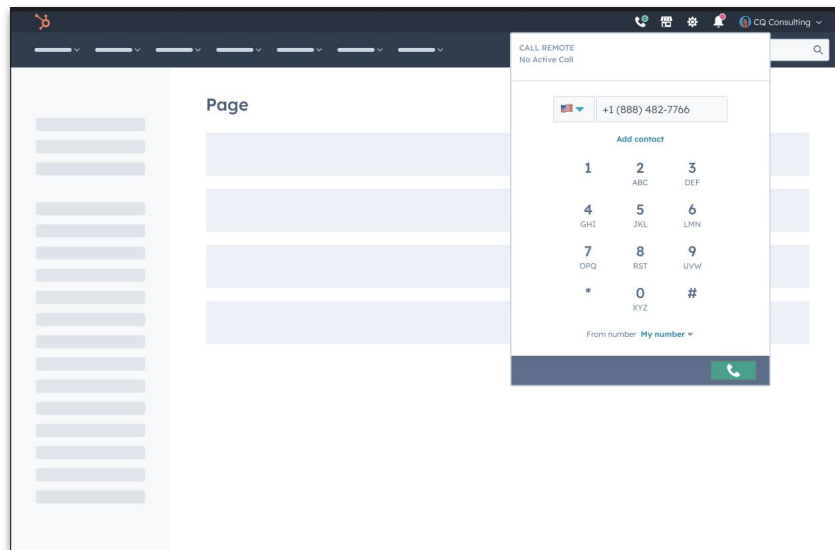 CQ Consulting
CALL REMOTE
No Active Call
Page
+1 (888) 482-7766
Add contact
1 2 3
ABC DEF
4 5 6
GHI JKL LMN
7 8 9
OPQ RST UVW
* 0 #
XYZ
From number My number